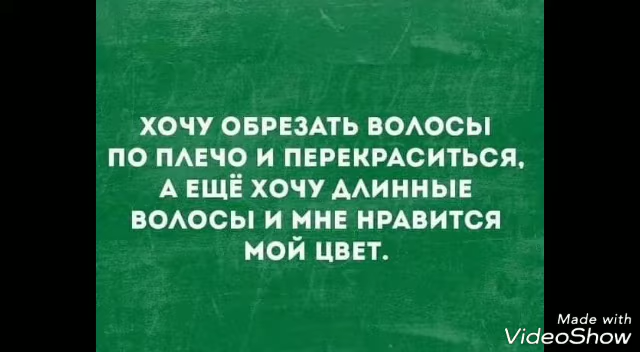 ХОЧУ ОБРЕЗАТЬ ВОЛОСЫ
ПО ПЛЕЧО И ПЕРЕКРАСИТЬСЯ,
А ЕЩЁ ХОЧУ ДЛИННЫЕ
ВОЛОСЫ И МНЕ НРАВИТСЯ
МОЙ ЦВЕТ.
Made with
VideoShow